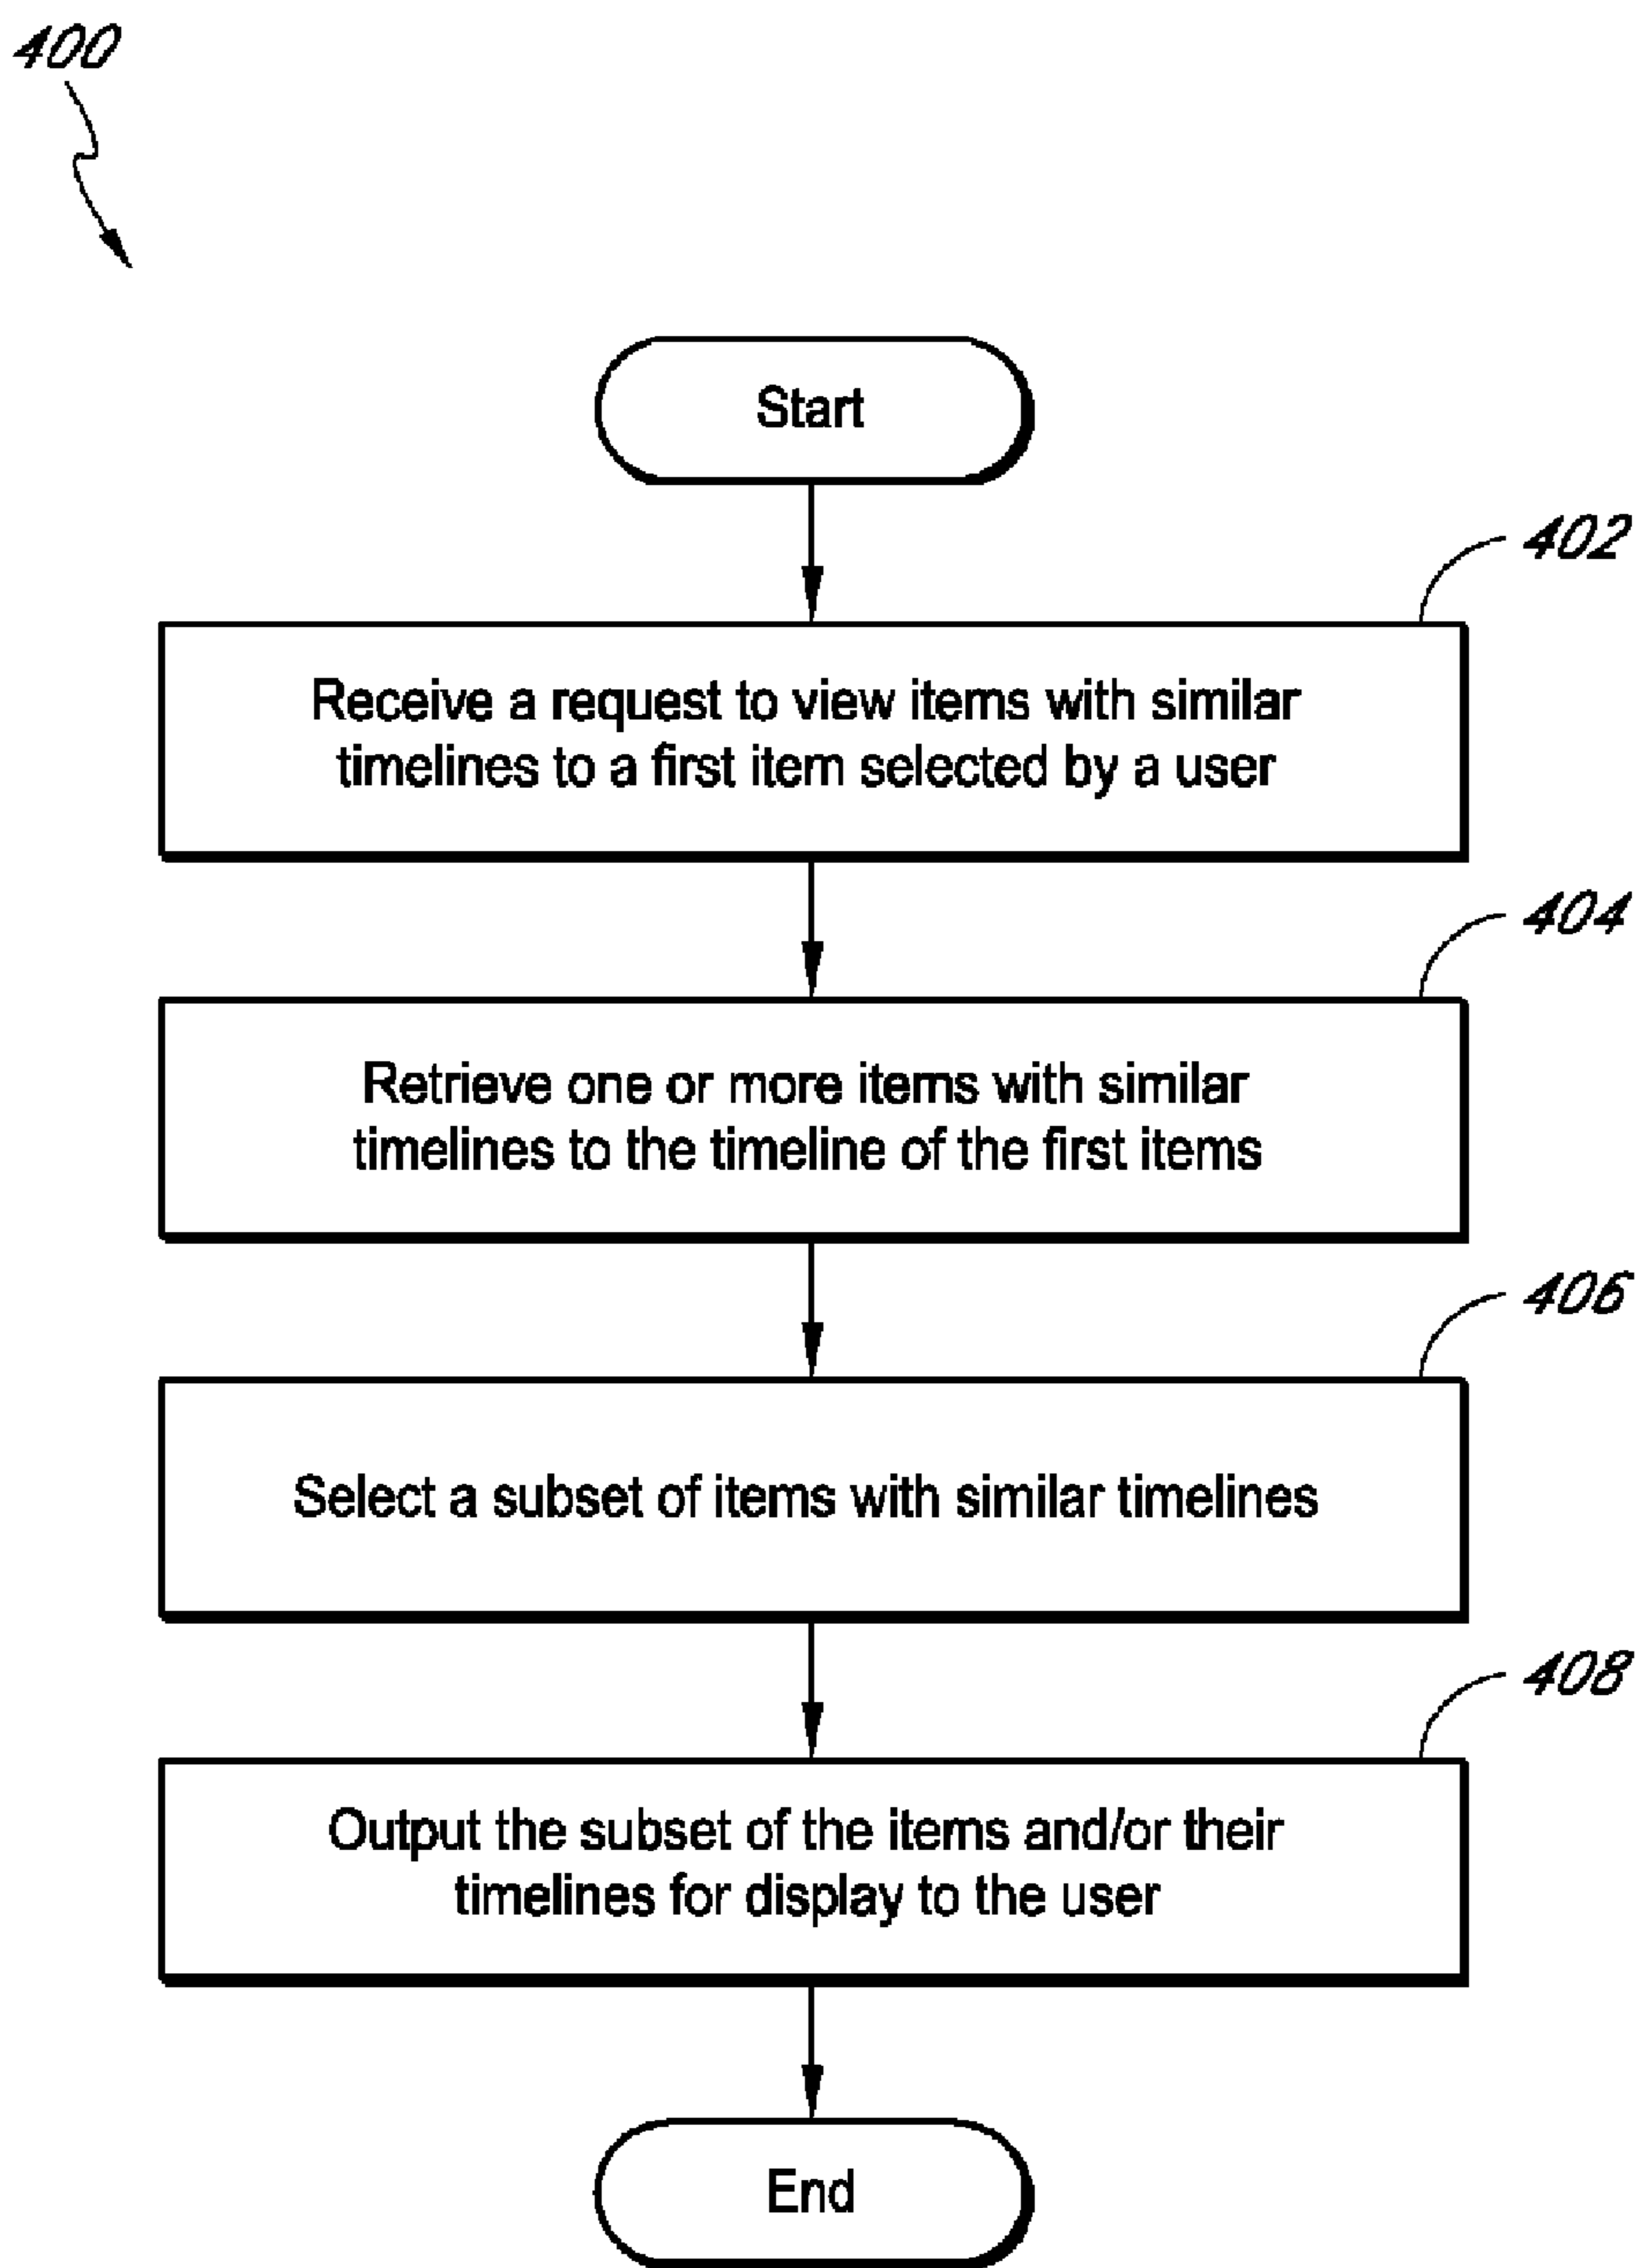 400
Start
402
Receive a request to view items with similar
timelines to a first item selected by a user
404
Retrieve one or more items with similar
timelines to the timeline of the first items
406
Select a subset of items with similar timelines
408
Output the subset of the items and/or their
timelines for display to the user
End